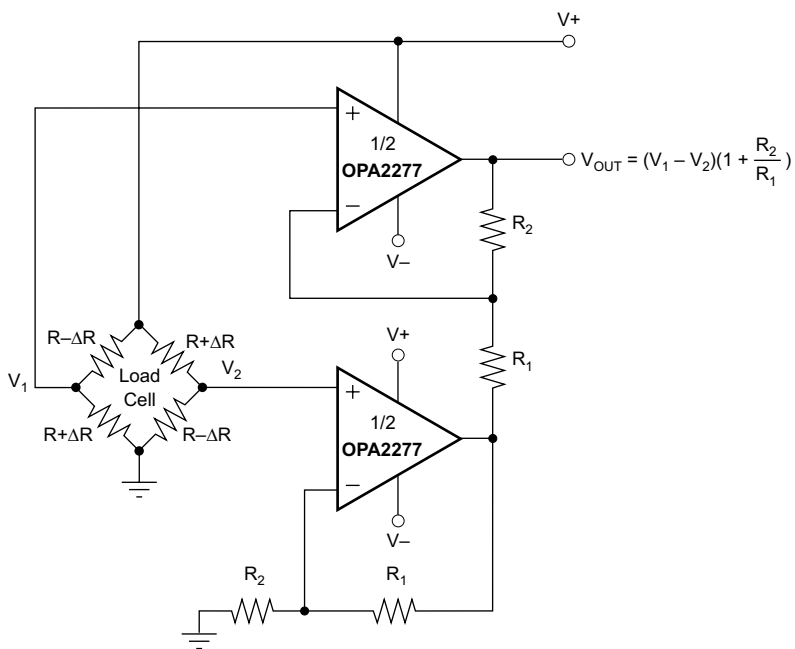 V+
+
1/2
OPA2277
−
V−
V_OUT = (V_1 – V_2)(1 + R_2/R_1)
R_2
R_1
V+
R–ΔR
R+ΔR
V_1
Load
Cell
V_2
R+ΔR
R–ΔR
+
1/2
OPA2277
−
V−
R_2
R_1